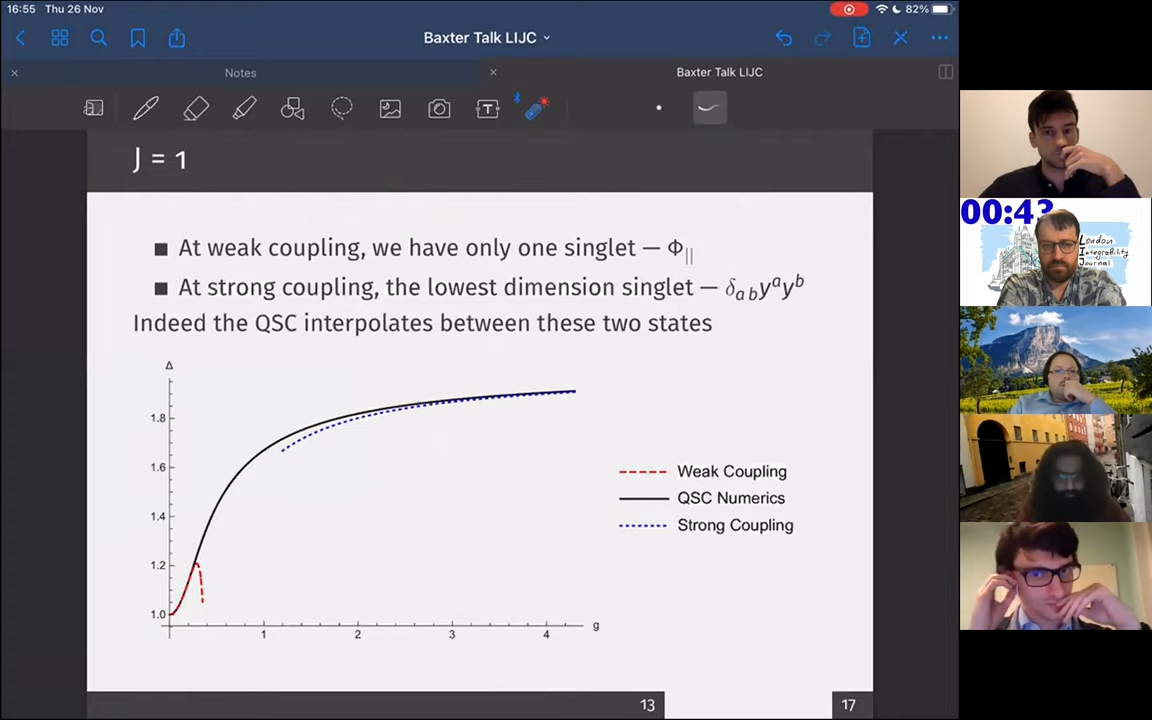 16:55 Thu 26 Nov
82%
Baxter Talk LIJC
Notes
Baxter Talk LIJC
J = 1
■ At weak coupling, we have only one singlet — Φ||
■ At strong coupling, the lowest dimension singlet — δ_{ab}y^a y^b
Indeed the QSC interpolates between these two states
Δ
1.8
1.6
1.4
1.2
1.0
1 2 3 4 g
Weak Coupling
QSC Numerics
Strong Coupling
13
17
00:43
London
Integrability
Journal